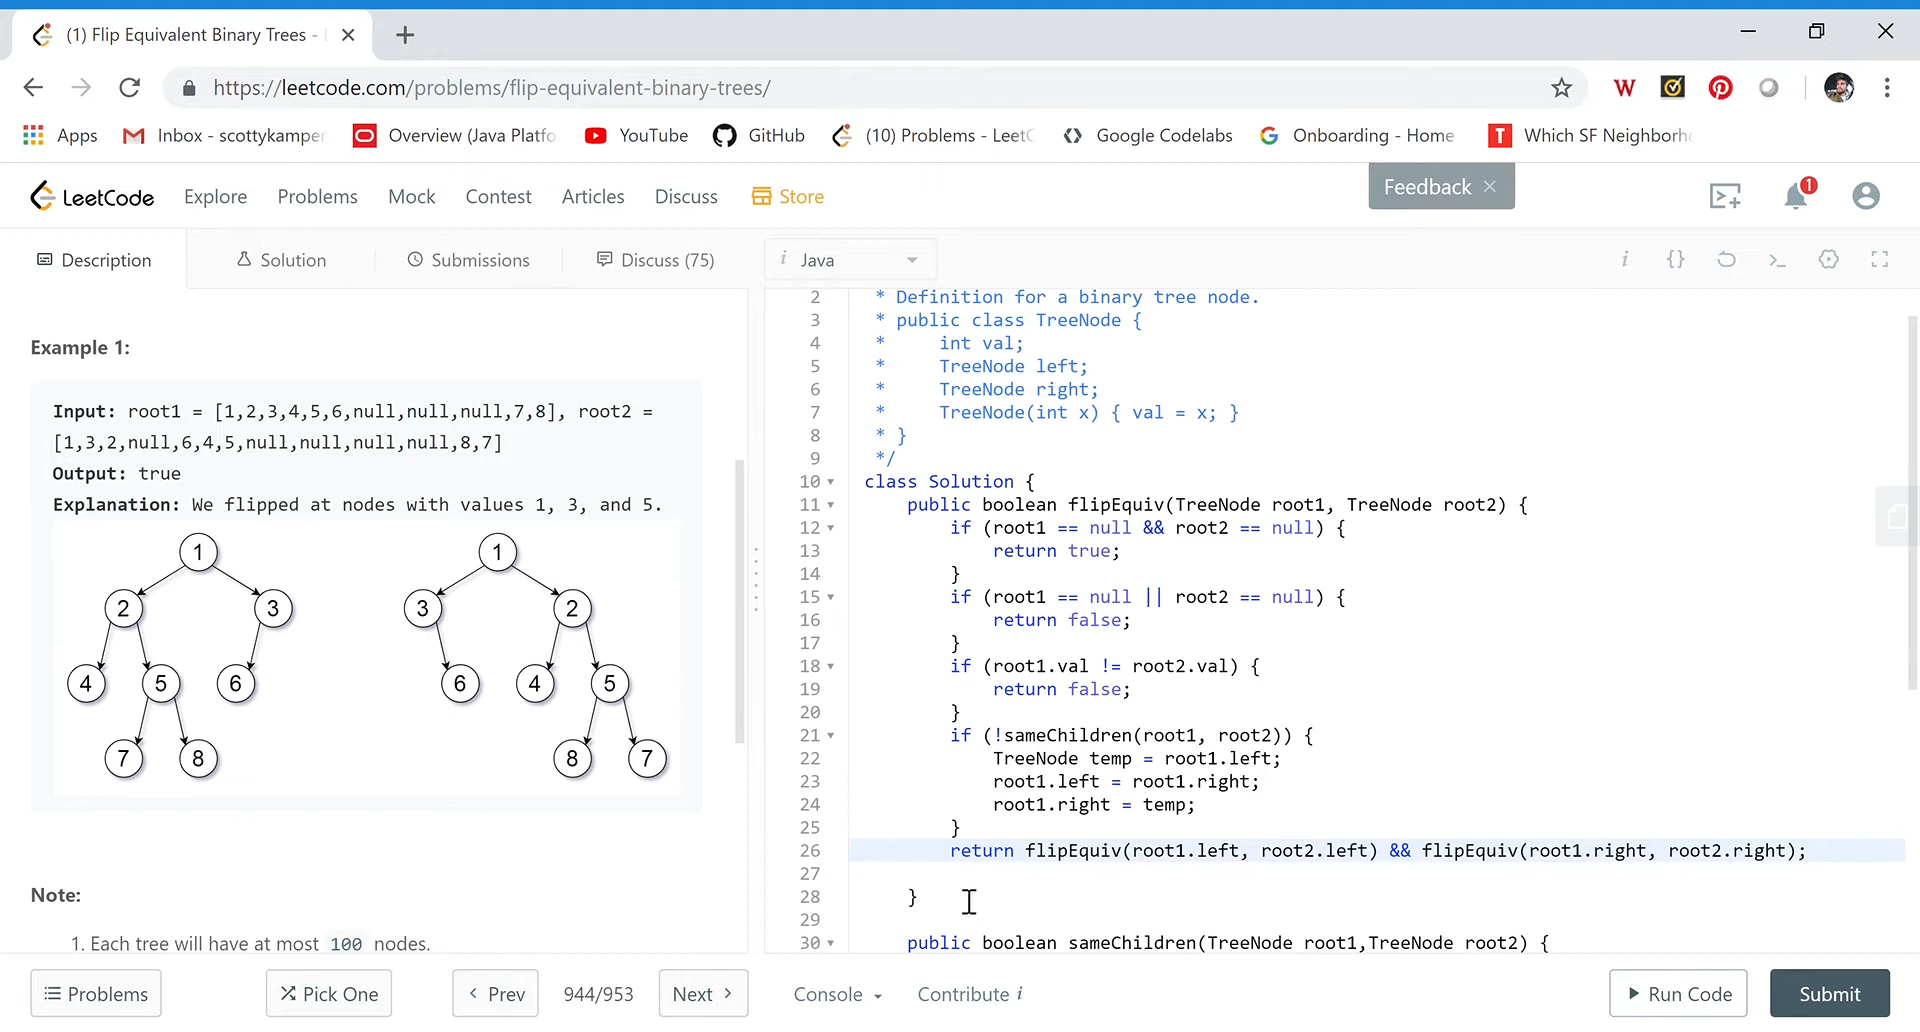 (1) Flip Equivalent Binary Trees -
https://leetcode.com/problems/flip-equivalent-binary-trees/
Apps
Inbox - scottykamper
Overview (Java Platfo
YouTube
GitHub
(10) Problems - LeetC
Google Codelabs
Onboarding - Home
Which SF Neighborho
LeetCode
Explore
Problems
Mock
Contest
Articles
Discuss
Store
Feedback ×
1
Description
Solution
Submissions
Discuss (75)
i Java
Example 1:
Input: root1 = [1,2,3,4,5,6,null,null,null,7,8], root2 =
[1,3,2,null,6,4,5,null,null,null,null,8,7]
Output: true
Explanation: We flipped at nodes with values 1, 3, and 5.
1 1
2 3 3 2
4 5 6 6 4 5
7 8 8 7
Note:
1. Each tree will have at most 100 nodes.
2 * Definition for a binary tree node.
3 * public class TreeNode {
4 * int val;
5 * TreeNode left;
6 * TreeNode right;
7 * TreeNode(int x) { val = x; }
8 * }
9 */
10 class Solution {
11 public boolean flipEquiv(TreeNode root1, TreeNode root2) {
12 if (root1 == null && root2 == null) {
13 return true;
14 }
15 if (root1 == null || root2 == null) {
16 return false;
17 }
18 if (root1.val != root2.val) {
19 return false;
20 }
21 if (!sameChildren(root1, root2)) {
22 TreeNode temp = root1.left;
23 root1.left = root1.right;
24 root1.right = temp;
25 }
26 return flipEquiv(root1.left, root2.left) && flipEquiv(root1.right, root2.right);
27
28 }
29
30 public boolean sameChildren(TreeNode root1,TreeNode root2) {
Problems
Pick One
Prev
944/953
Next
Console
Contribute i
Run Code
Submit